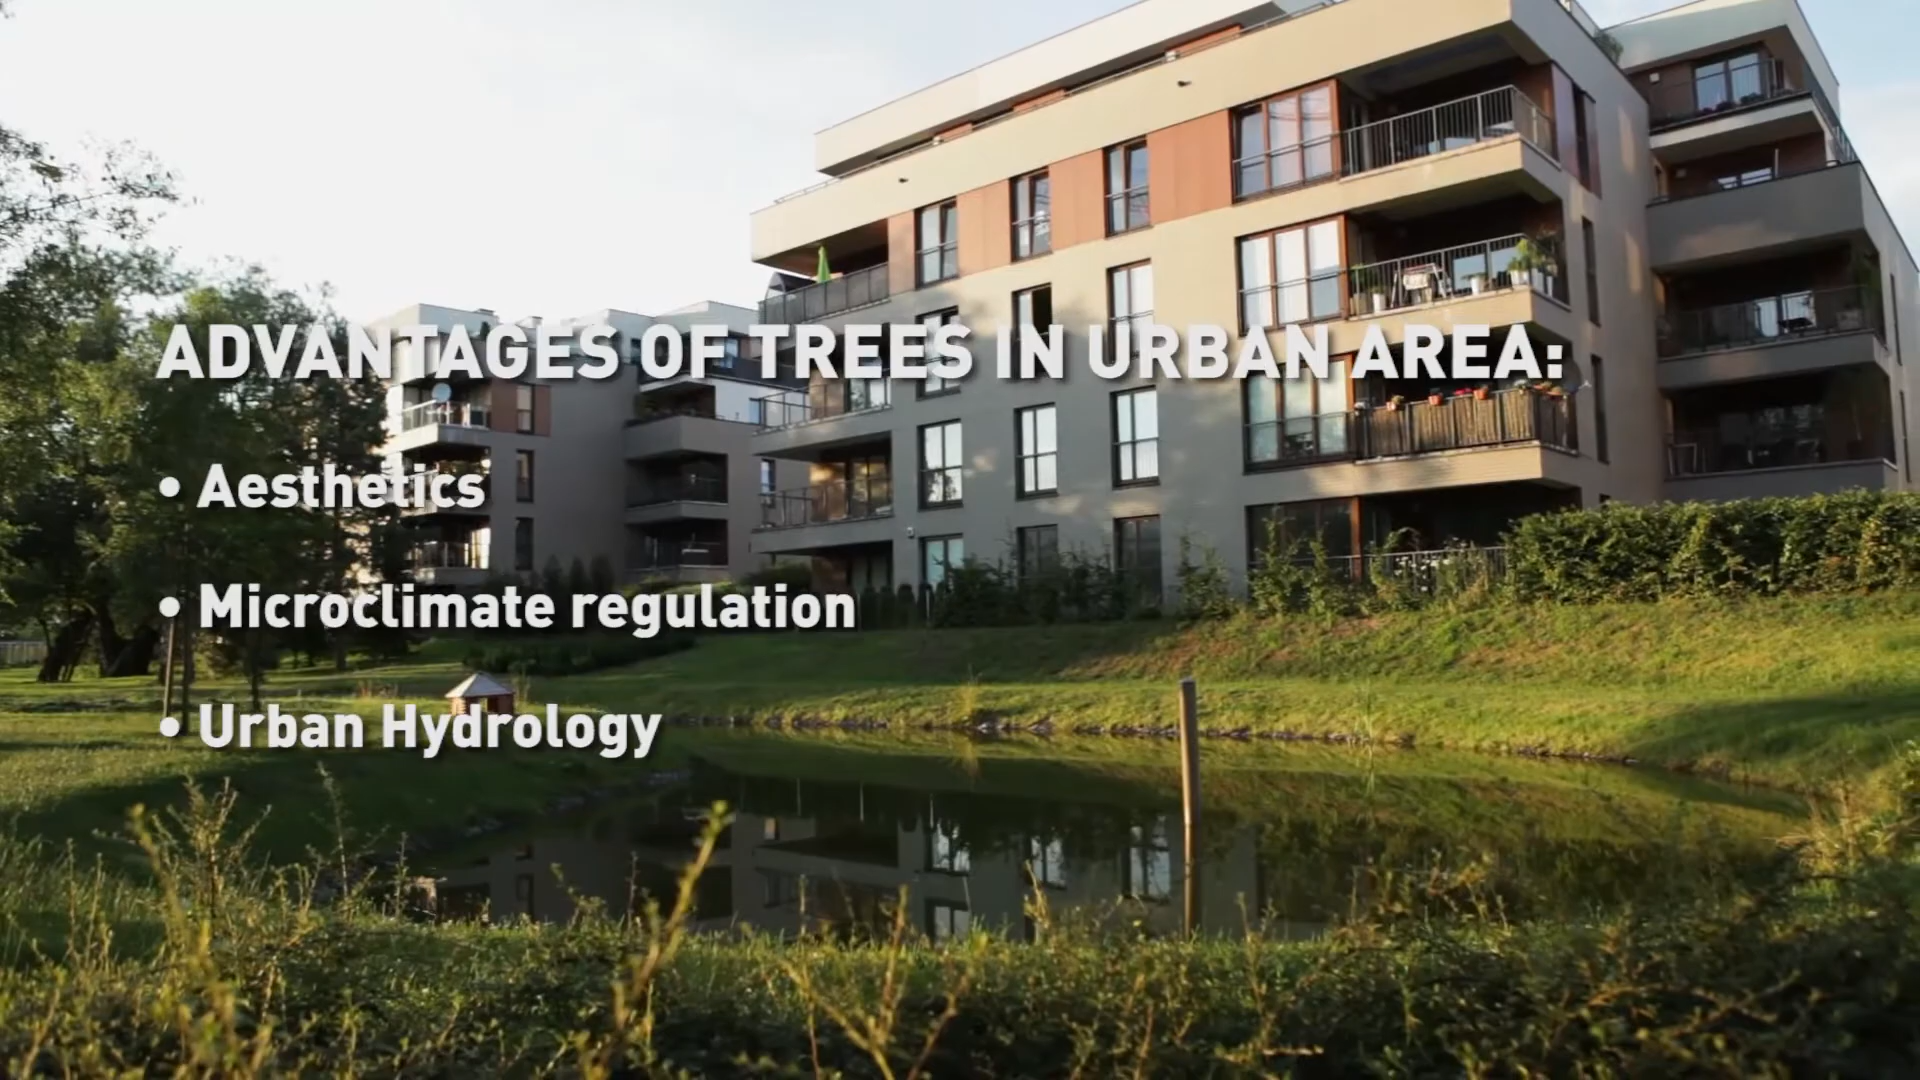 ADVANTAGES OF TREES IN URBAN AREA:
• Aesthetics
• Microclimate regulation
• Urban Hydrology